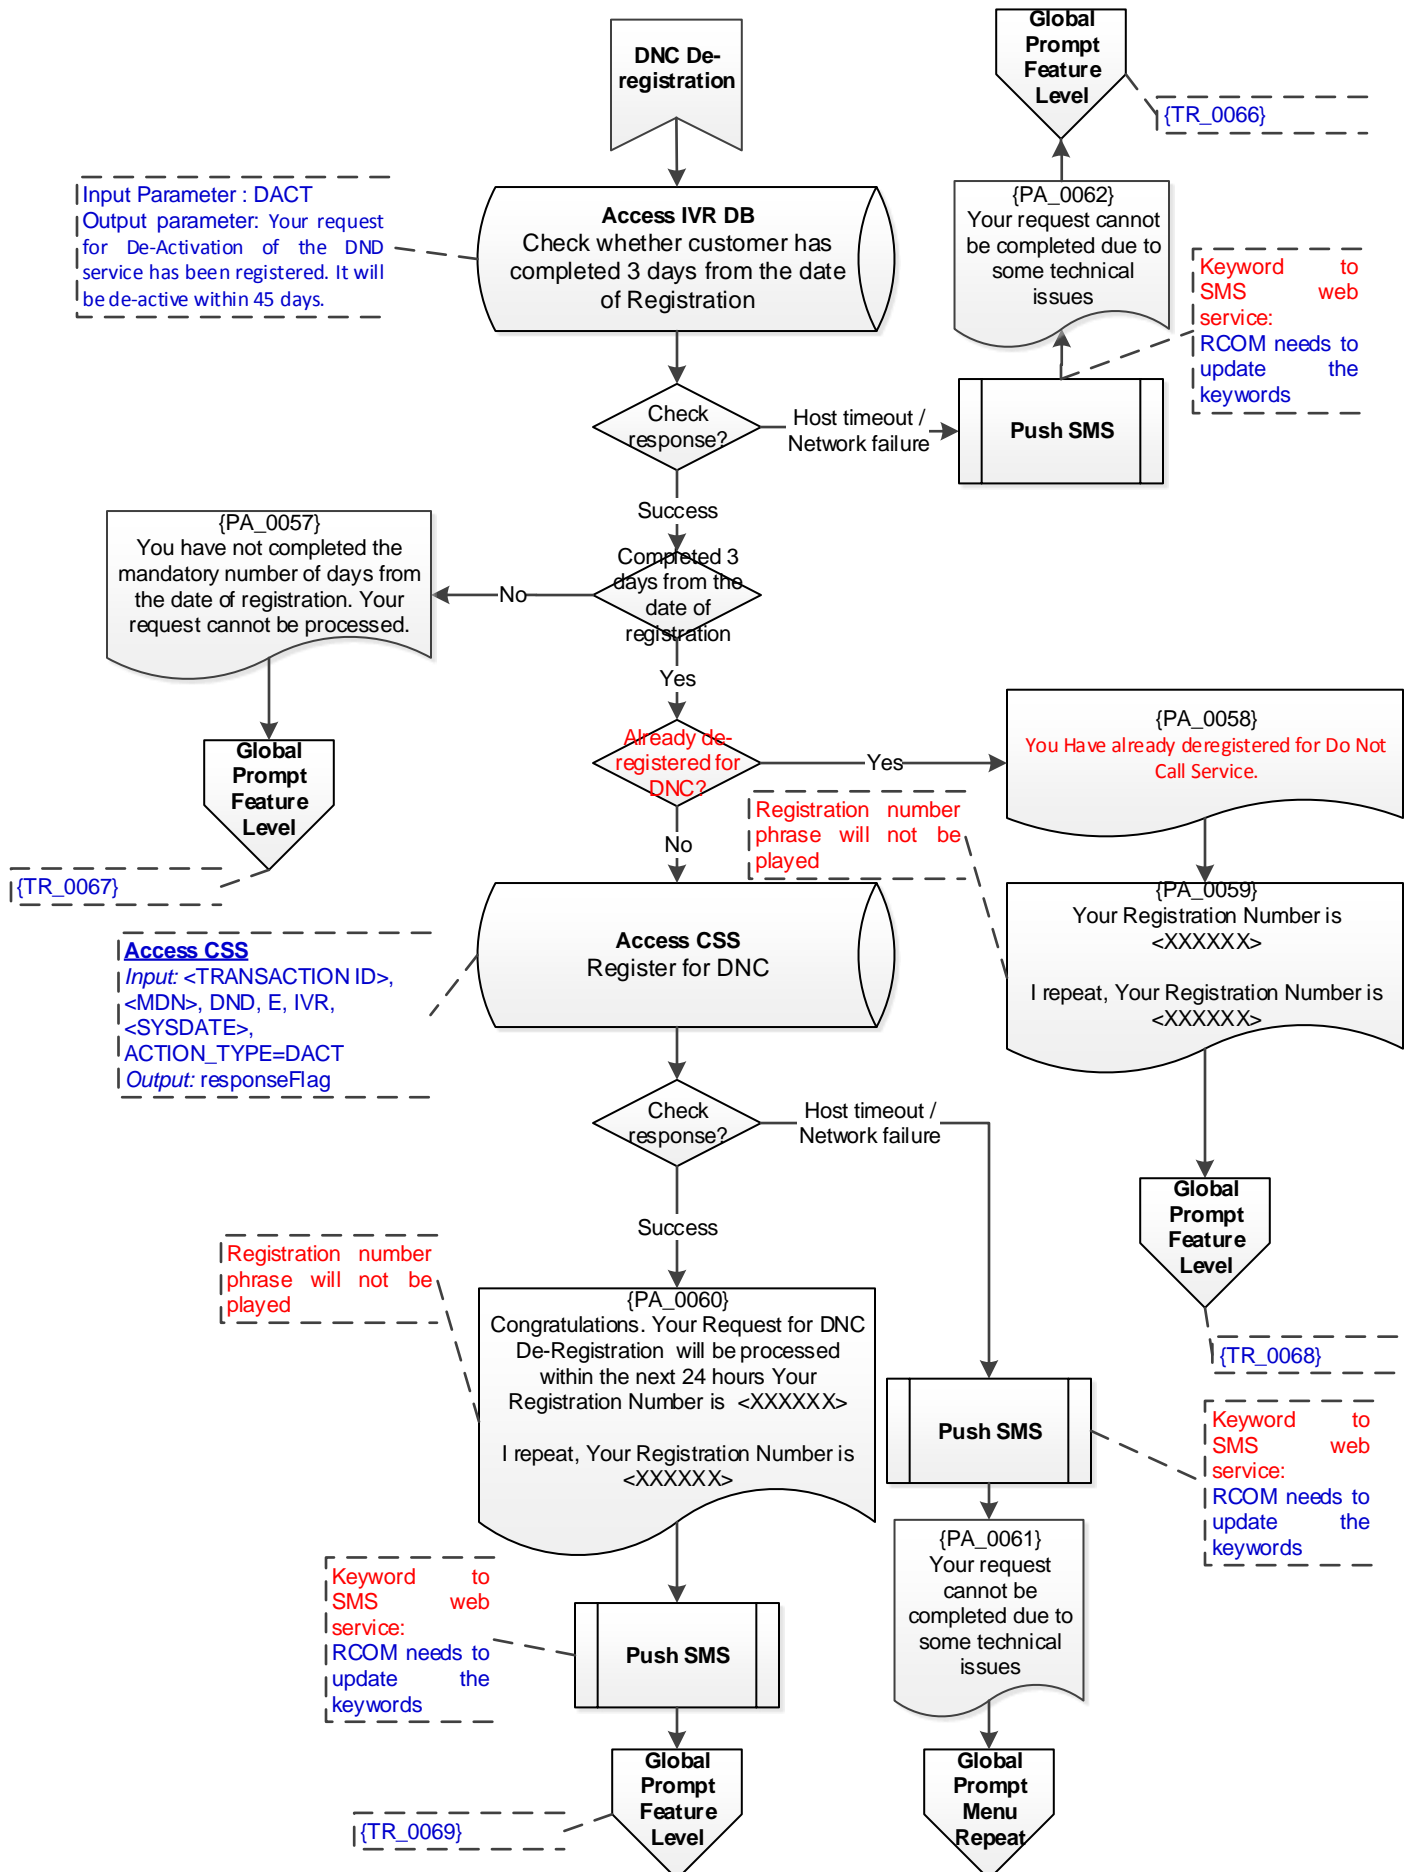 DNC De-
registration
Global
Prompt
Feature
Level
{TR_0066}
Input Parameter : DACT
Output parameter: Your request
for De-Activation of the DND
service has been registered. It will
be de-active within 45 days.
Access IVR DB
Check whether customer has
completed 3 days from the date
of Registration
{PA_0062}
Your request cannot
be completed due to
some technical
issues
Keyword to
SMS web
service:
RCOM needs to
update the
keywords
Check
response?
Host timeout /
Network failure
Push SMS
Success
{PA_0057}
You have not completed the
mandatory number of days from
the date of registration. Your
request cannot be processed.
No
Completed 3
days from the
date of
registration
Yes
Global
Prompt
Feature
Level
{TR_0067}
Already de-
registered for
DNC?
Yes
{PA_0058}
You Have already deregistered for Do Not
Call Service.
Registration number
phrase will not be
played
No
{PA_0059}
Your Registration Number is
<XXXXXX>
I repeat, Your Registration Number is
<XXXXXX>
Access CSS
Register for DNC
Access CSS
Input: <TRANSACTION ID>,
<MDN>, DND, E, IVR,
<SYSDATE>,
ACTION_TYPE=DACT
Output: responseFlag
Check
response?
Host timeout /
Network failure
Global
Prompt
Feature
Level
{TR_0068}
Success
Registration number
phrase will not be
played
{PA_0060}
Congratulations. Your Request for DNC
De-Registration will be processed
within the next 24 hours Your
Registration Number is <XXXXXX>
I repeat, Your Registration Number is
<XXXXXX>
Push SMS
Keyword to
SMS web
service:
RCOM needs to
update the
keywords
{PA_0061}
Your request
cannot be
completed due to
some technical
issues
Keyword to
SMS web
service:
RCOM needs to
update the
keywords
Push SMS
Global
Prompt
Feature
Level
{TR_0069}
Global
Prompt
Menu
Repeat